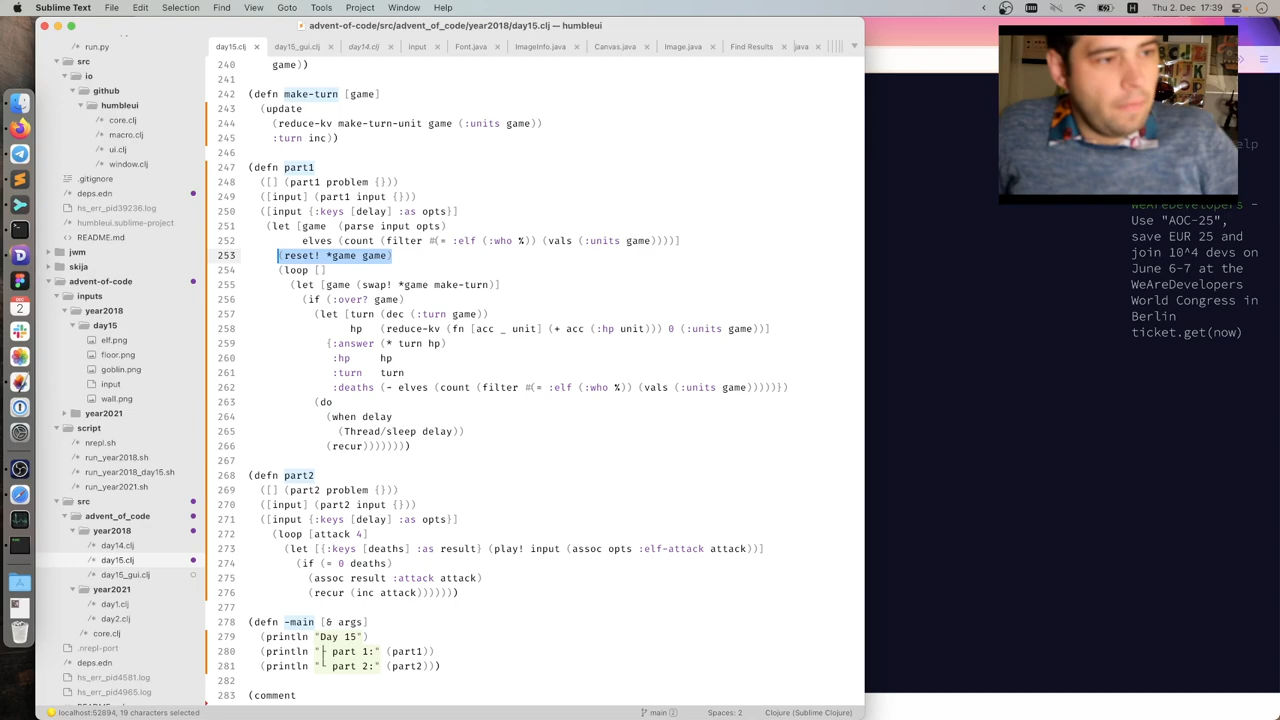 Sublime Text File Edit Selection Find View Goto Tools Project Window Help
Thu 2. Dec 17:39
advent-of-code/src/advent_of_code/year2018/day15.clj — humbleui
day15.clj × day15_gui.clj × day14.clj × input × Font.java × ImageInfo.clj × Canvas.java × Image.java × Find Results × java ×
run.py
src
io
github
humbleui
core.clj
macro.clj
ui.clj
window.clj
.gitignore
deps.edn
hs_err_pid39236.log
humbleui.sublime-project
README.md
jwm
skija
advent-of-code
inputs
year2018
day15
elf.png
floor.png
goblin.png
input
wall.png
year2021
script
nrepl.sh
run_year2018.sh
run_year2018_day15.sh
run_year2021.sh
src
advent_of_code
year2018
day14.clj
day15.clj
day15_gui.clj
year2021
day1.clj
day2.clj
core.clj
.nrepl-port
deps.edn
hs_err_pid4581.log
hs_err_pid4965.log
240 game))
241
242 (defn make-turn [game]
243 (update
244 (reduce-kv make-turn-unit game (:units game))
245 :turn inc))
246
247 (defn part1
248 ([] (part1 problem {}))
249 ([input] (part1 input {}))
250 ([input {:keys [delay] :as opts}]
251 (let [game (parse input opts)
252 elves (count (filter #(= :elf (:who %)) (vals (:units game))))]
253 (reset! *game game)
254 (loop []
255 (let [game (swap! *game make-turn)]
256 (if (:over? game)
257 (let [turn (dec (:turn game))
258 hp (reduce-kv (fn [acc _ unit] (+ acc (:hp unit))) 0 (:units game))]
259 {:answer (* turn hp)
260 :hp hp
261 :turn turn
262 :deaths (- elves (count (filter #(= :elf (:who %)) (vals (:units game)))))})
263 (do
264 (when delay
265 (Thread/sleep delay))
266 (recur)))))))
267
268 (defn part2
269 ([] (part2 problem {}))
270 ([input] (part2 input {}))
271 ([input {:keys [delay] :as opts}]
272 (loop [attack 4]
273 (let [{:keys [deaths] :as result} (play! input (assoc opts :elf-attack attack))]
274 (if (= 0 deaths)
275 (assoc result :attack attack)
276 (recur (inc attack))))))
277
278 (defn -main [& args]
279 (println "Day 15")
280 (println "├ part 1:" (part1))
281 (println "└ part 2:" (part2)))
282
283 (comment
localhost:52894, 19 characters selected
main 2
Spaces: 2
Clojure (Sublime Clojure)
WeAreDevelopers –
Use "AOC-25",
save EUR 25 and
join 10^4 devs on
June 6-7 at the
WeAreDevelopers
World Congress in
Berlin
ticket.get(now)